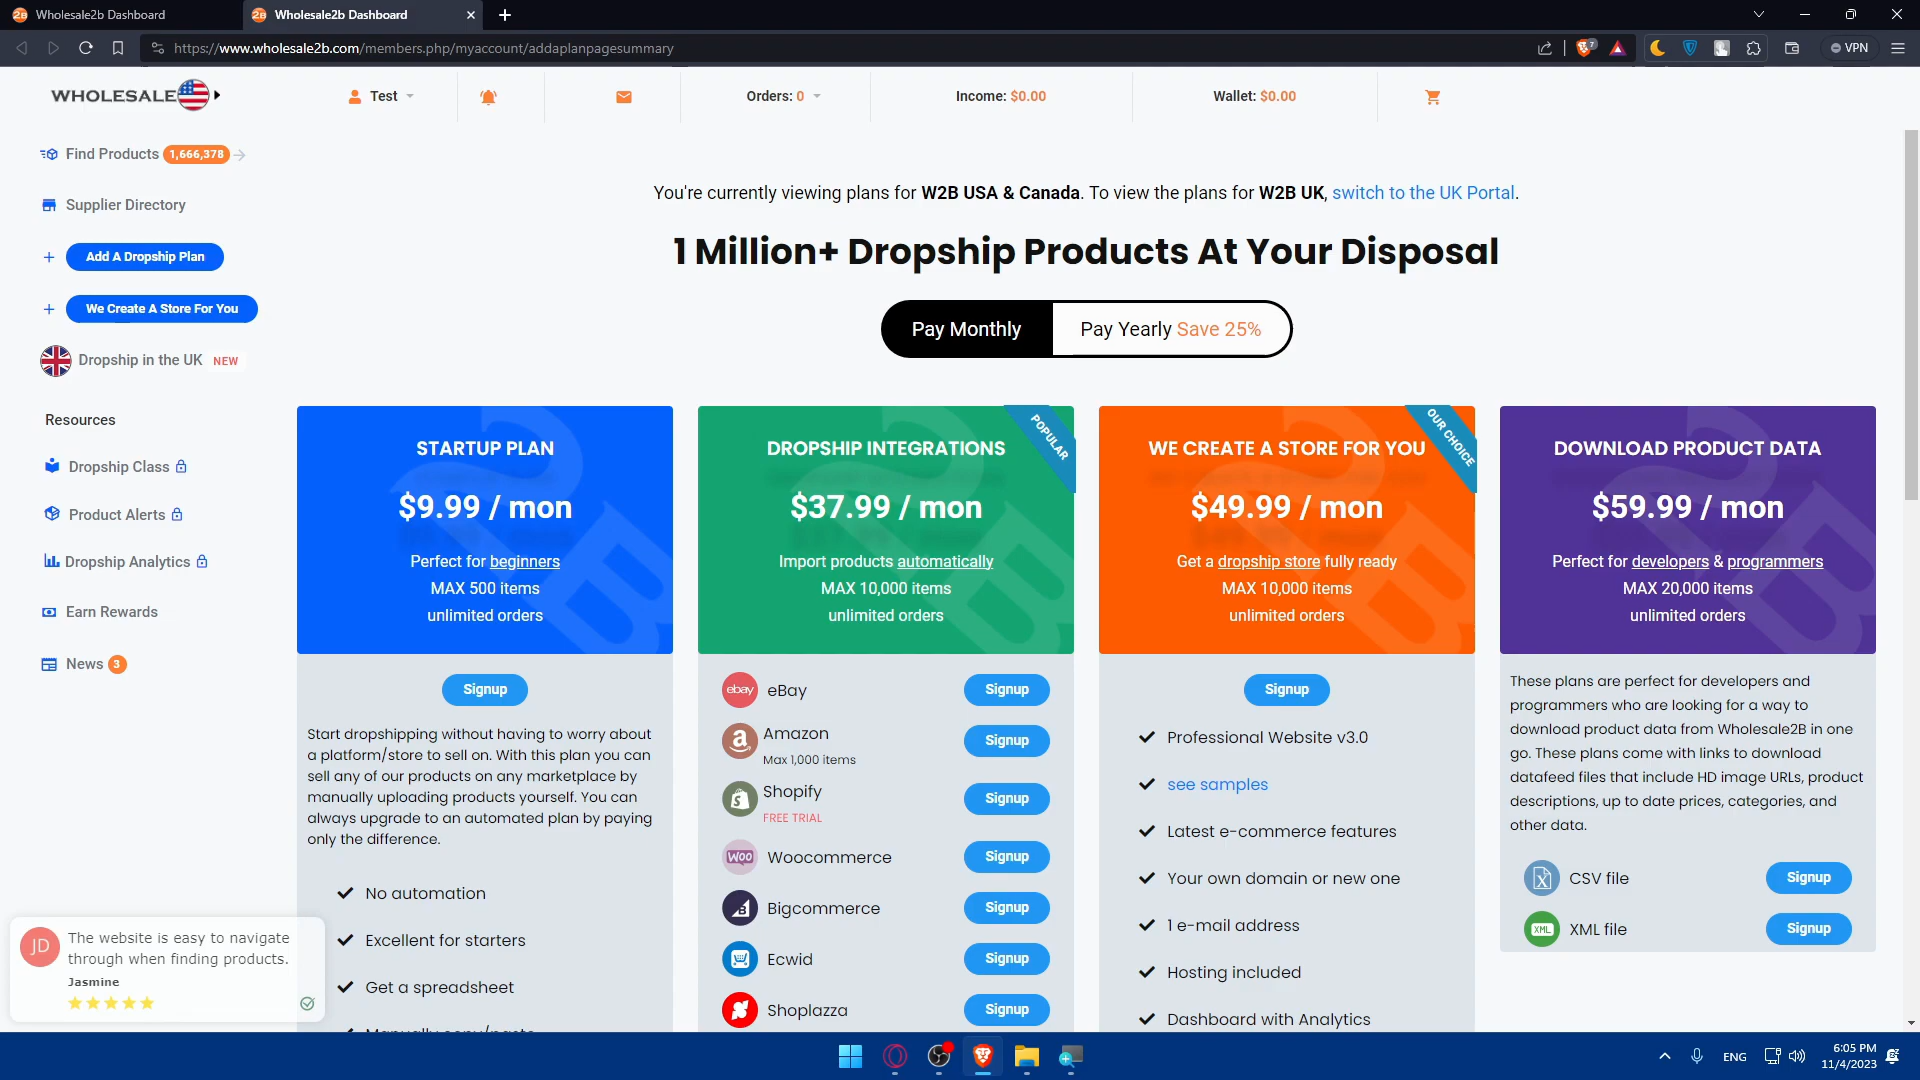 Wholesale2b Dashboard
Wholesale2b Dashboard
https://www.wholesale2b.com/members.php/myaccount/addaplanpagesummary
7
VPN
WHOLESALE
Test
Orders: 0
Income: $0.00
Wallet: $0.00
Find Products 1,666,378
Supplier Directory
Add A Dropship Plan
We Create A Store For You
Dropship in the UK NEW
Resources
Dropship Class
Product Alerts
Dropship Analytics
Earn Rewards
News 3
You're currently viewing plans for W2B USA & Canada. To view the plans for W2B UK, switch to the UK Portal.
1 Million+ Dropship Products At Your Disposal
Pay Monthly
Pay Yearly Save 25%
STARTUP PLAN
$9.99 / mon
Perfect for beginners
MAX 500 items
unlimited orders
Signup
Start dropshipping without having to worry about
a platform/store to sell on. With this plan you can
sell any of our products on any marketplace by
manually uploading products yourself. You can
always upgrade to an automated plan by paying
only the difference.
No automation
Excellent for starters
Get a spreadsheet
Manually copy/paste
POPULAR
DROPSHIP INTEGRATIONS
$37.99 / mon
Import products automatically
MAX 10,000 items
unlimited orders
ebay eBay Signup
Amazon Signup
Max 1,000 items
Shopify Signup
FREE TRIAL
Woo Woocommerce Signup
Bigcommerce Signup
Ecwid Signup
Shoplazza Signup
OUR CHOICE
WE CREATE A STORE FOR YOU
$49.99 / mon
Get a dropship store fully ready
MAX 10,000 items
unlimited orders
Signup
Professional Website v3.0
see samples
Latest e-commerce features
Your own domain or new one
1 e-mail address
Hosting included
Dashboard with Analytics
DOWNLOAD PRODUCT DATA
$59.99 / mon
Perfect for developers & programmers
MAX 20,000 items
unlimited orders
These plans are perfect for developers and
programmers who are looking for a way to
download product data from Wholesale2B in one
go. These plans come with links to download
datafeed files that include HD image URLs, product
descriptions, up to date prices, categories, and
other data.
CSV file Signup
XML XML file Signup
JD
The website is easy to navigate
through when finding products.
Jasmine
ENG
6:05 PM
11/4/2023